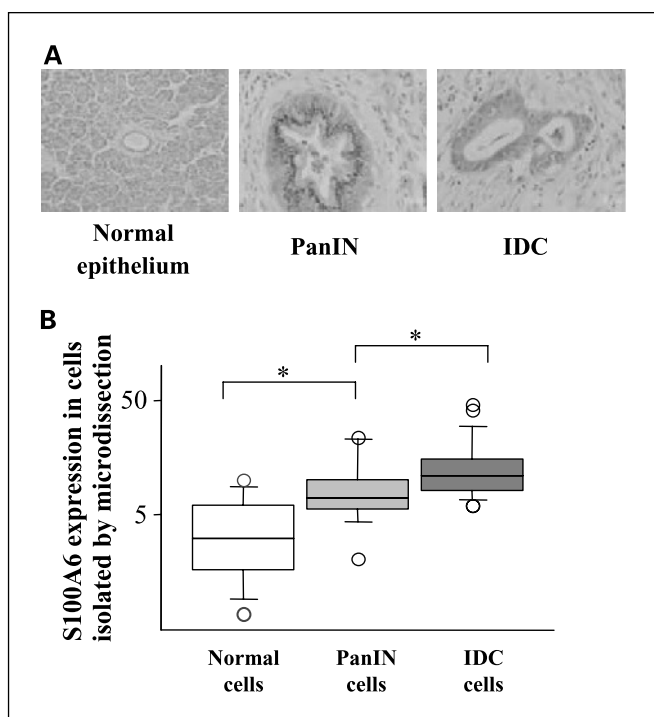 A
Normal
epithelium
PanIN
IDC
B
S100A6 expression in cells
isolated by microdissection
50
5
*
*
Normal
cells
PanIN
cells
IDC
cells